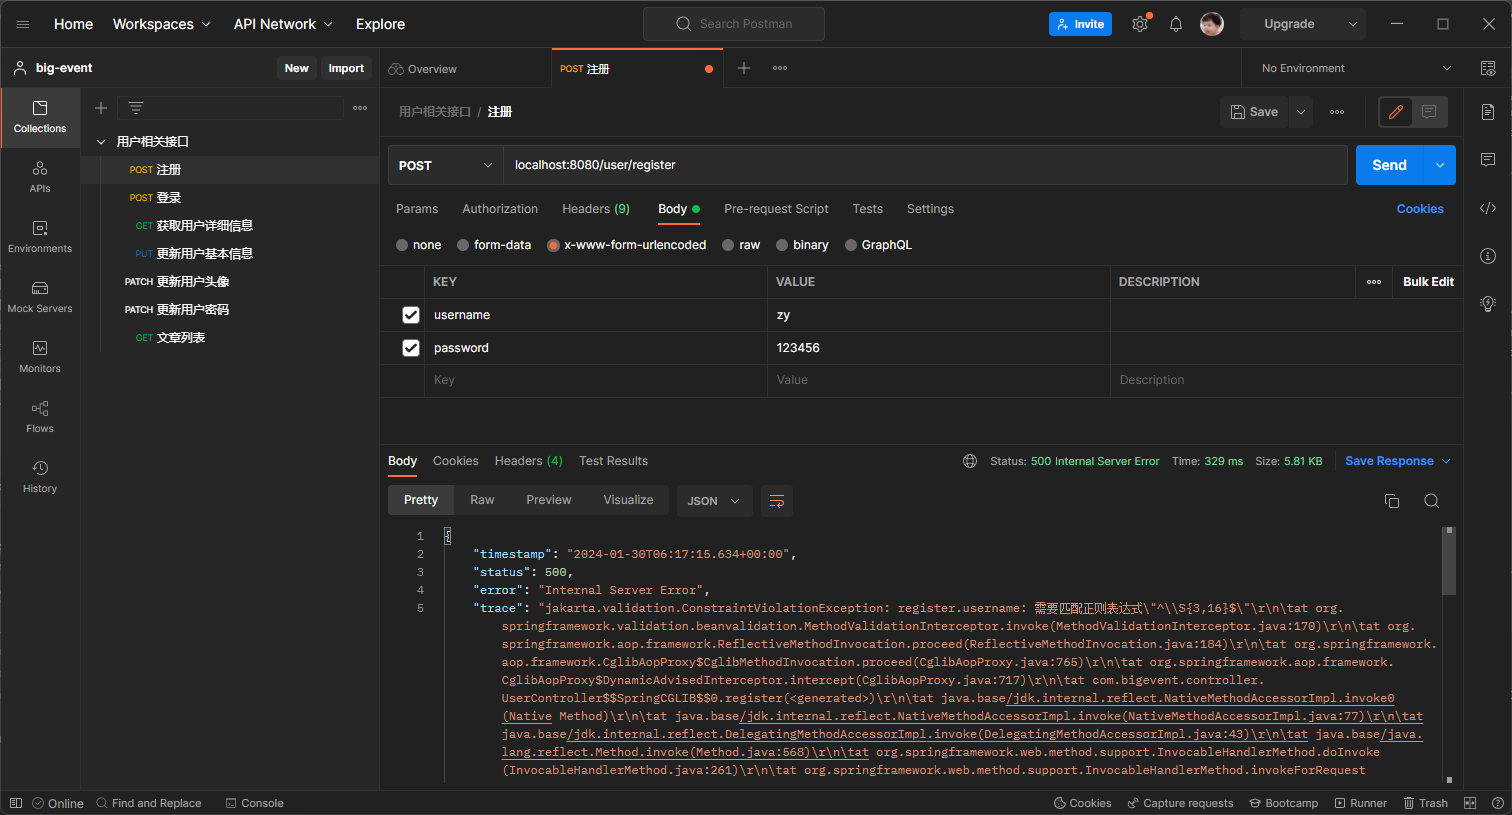 Home Workspaces API Network Explore Search Postman Invite Upgrade
big-event New Import Overview POST 注册 No Environment
Collections
APIs
Environments
Mock Servers
Monitors
Flows
History
用户相关接口
POST 注册
POST 登录
GET 获取用户详细信息
PUT 更新用户基本信息
PATCH 更新用户头像
PATCH 更新用户密码
GET 文章列表
用户相关接口 / 注册 Save
POST localhost:8080/user/register Send
Params Authorization Headers (9) Body Pre-request Script Tests Settings Cookies
none form-data x-www-form-urlencoded raw binary GraphQL
KEY VALUE DESCRIPTION Bulk Edit
username zy
password 123456
Key Value Description
Body Cookies Headers (4) Test Results Status: 500 Internal Server Error Time: 329 ms Size: 5.81 KB Save Response
Pretty Raw Preview Visualize JSON
1 {
2 "timestamp": "2024-01-30T06:17:15.634+00:00",
3 "status": 500,
4 "error": "Internal Server Error",
5 "trace": "jakarta.validation.ConstraintViolationException: register.username: 需要匹配正则表达式\"^\\S{3,16}$\"\r\n\tat org.
springframework.validation.beanvalidation.MethodValidationInterceptor.invoke(MethodValidationInterceptor.java:170)\r\n\tat org.
springframework.aop.framework.ReflectiveMethodInvocation.proceed(ReflectiveMethodInvocation.java:184)\r\n\tat org.springframework.
aop.framework.CglibAopProxy$CglibMethodInvocation.proceed(CglibAopProxy.java:765)\r\n\tat org.springframework.aop.framework.
CglibAopProxy$DynamicAdvisedInterceptor.intercept(CglibAopProxy.java:717)\r\n\tat com.bigevent.controller.
UserController$$SpringCGLIB$$0.register(<generated>)\r\n\tat java.base/jdk.internal.reflect.NativeMethodAccessorImpl.invoke0
(Native Method)\r\n\tat java.base/jdk.internal.reflect.NativeMethodAccessorImpl.invoke(NativeMethodAccessorImpl.java:77)\r\n\tat
java.base/jdk.internal.reflect.DelegatingMethodAccessorImpl.invoke(DelegatingMethodAccessorImpl.java:43)\r\n\tat java.base/java.
lang.reflect.Method.invoke(Method.java:568)\r\n\tat org.springframework.web.method.support.InvocableHandlerMethod.doInvoke
(InvocableHandlerMethod.java:261)\r\n\tat org.springframework.web.method.support.InvocableHandlerMethod.invokeForRequest
Online Find and Replace Console Cookies Capture requests Bootcamp Runner Trash